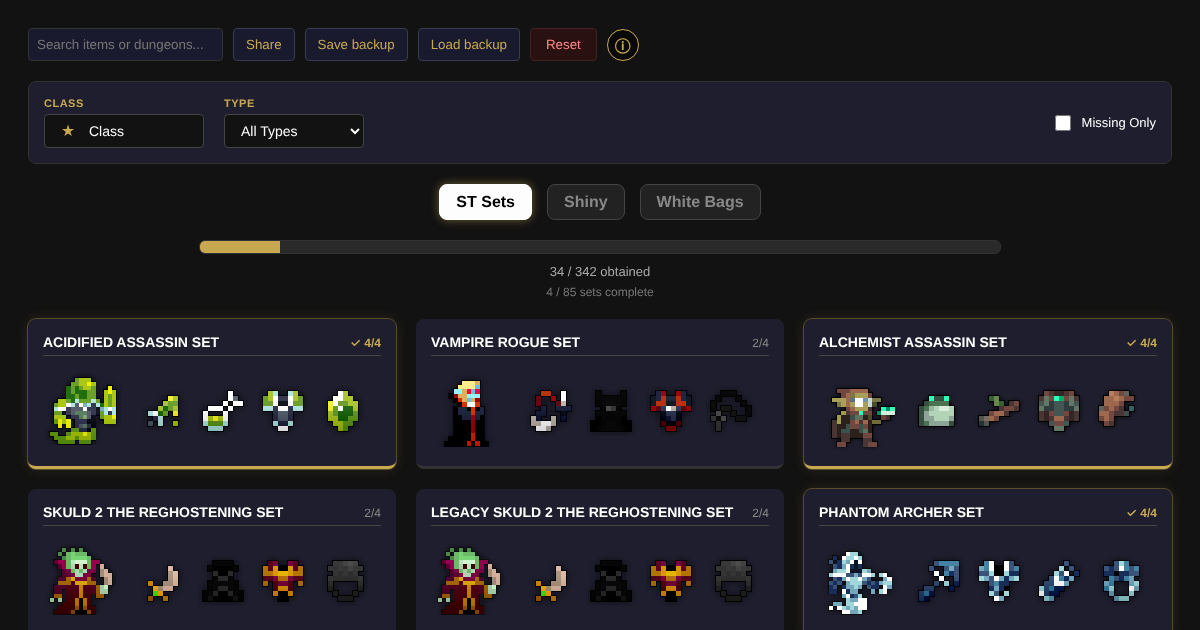 Search items or dungeons...
Share
Save backup
Load backup
Reset
CLASS
TYPE
★ Class
All Types
Missing Only
ST Sets
Shiny
White Bags
34 / 342 obtained
4 / 85 sets complete
ACIDIFIED ASSASSIN SET
✓ 4/4
VAMPIRE ROGUE SET
2/4
ALCHEMIST ASSASSIN SET
✓ 4/4
SKULD 2 THE REGHOSTENING SET
2/4
LEGACY SKULD 2 THE REGHOSTENING SET
2/4
PHANTOM ARCHER SET
✓ 4/4